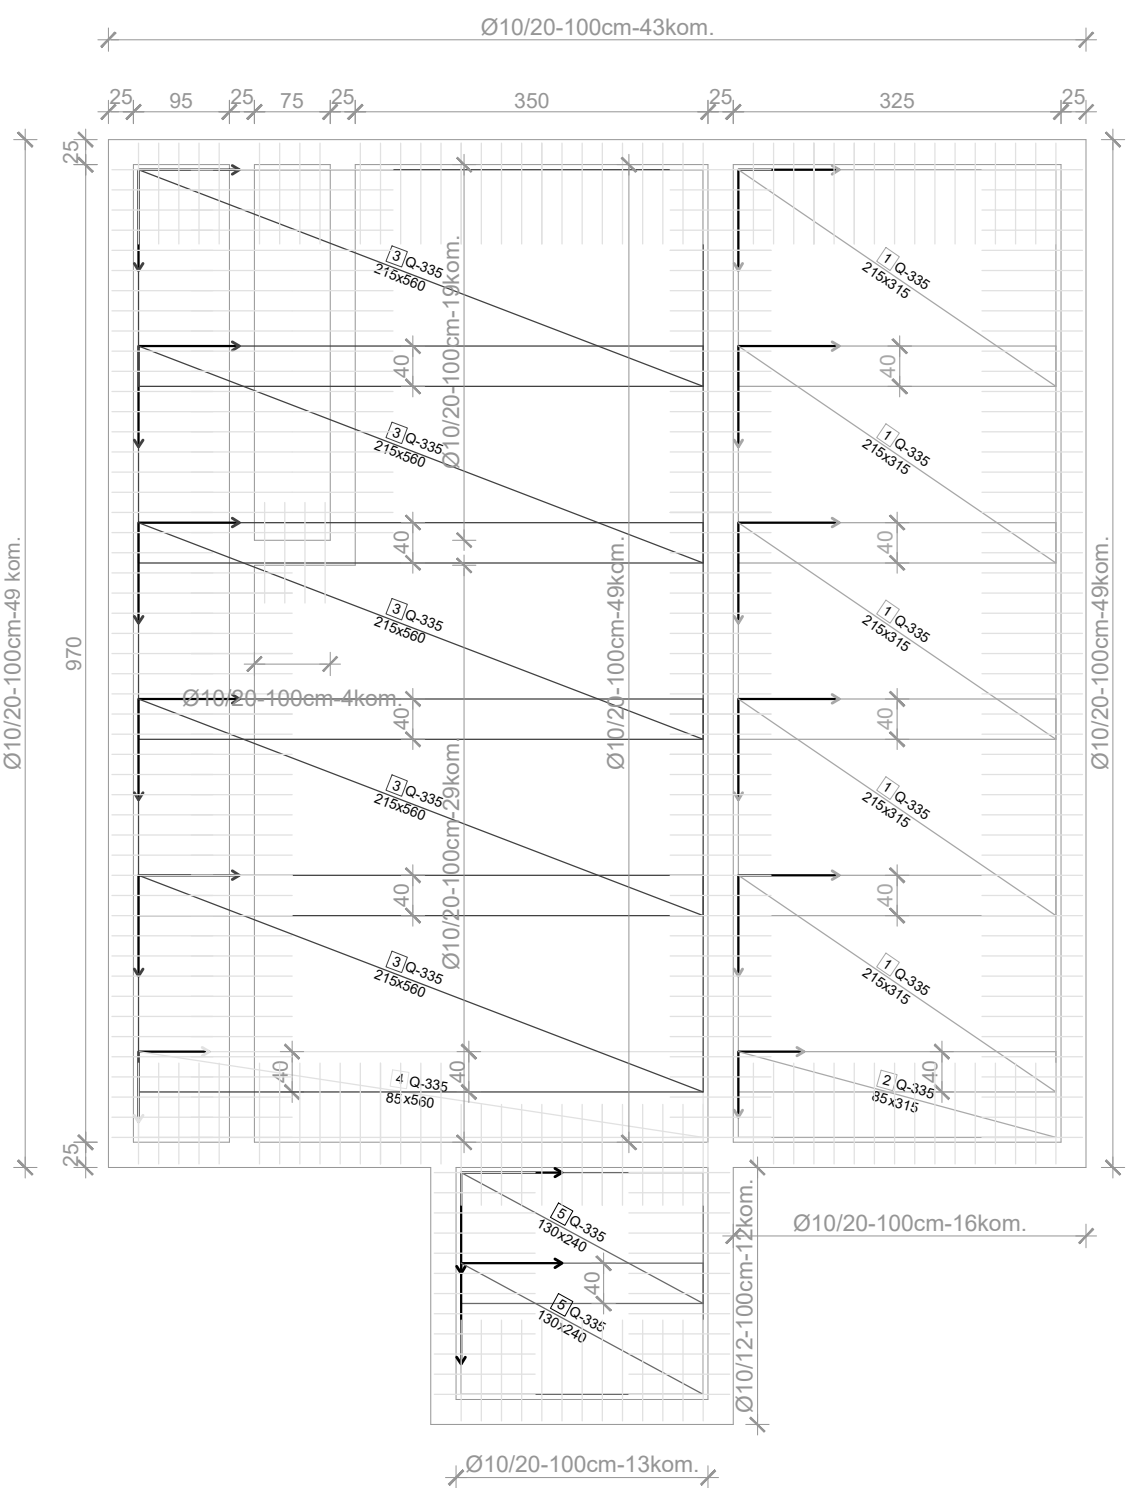 Ø10/20-100cm-43kom.
25 95 25 75 25 350 25 325 25
25
3 Q-335
215x560
1 Q-335
215x315
Ø10/20-100cm-19kom.
40
40
3 Q-335
215x560
1 Q-335
215x315
40
40
Ø10/20-100cm-49 kom.
970
3 Q-335
215x560
Ø10/20-100cm-49kom.
1 Q-335
215x315
Ø10/20-100cm-49kom.
Ø10/20-100cm-4kom.
40
40
3 Q-335
215x560
Ø10/20-100cm-29kom.
1 Q-335
215x315
40
40
3 Q-335
215x560
1 Q-335
215x315
40
40
4 Q-335
85x560
40
2 Q-335
85x315
25
5 Q-335
130x240
Ø10/12-100cm-12kom.
Ø10/20-100cm-16kom.
40
5 Q-335
130x240
Ø10/20-100cm-13kom.